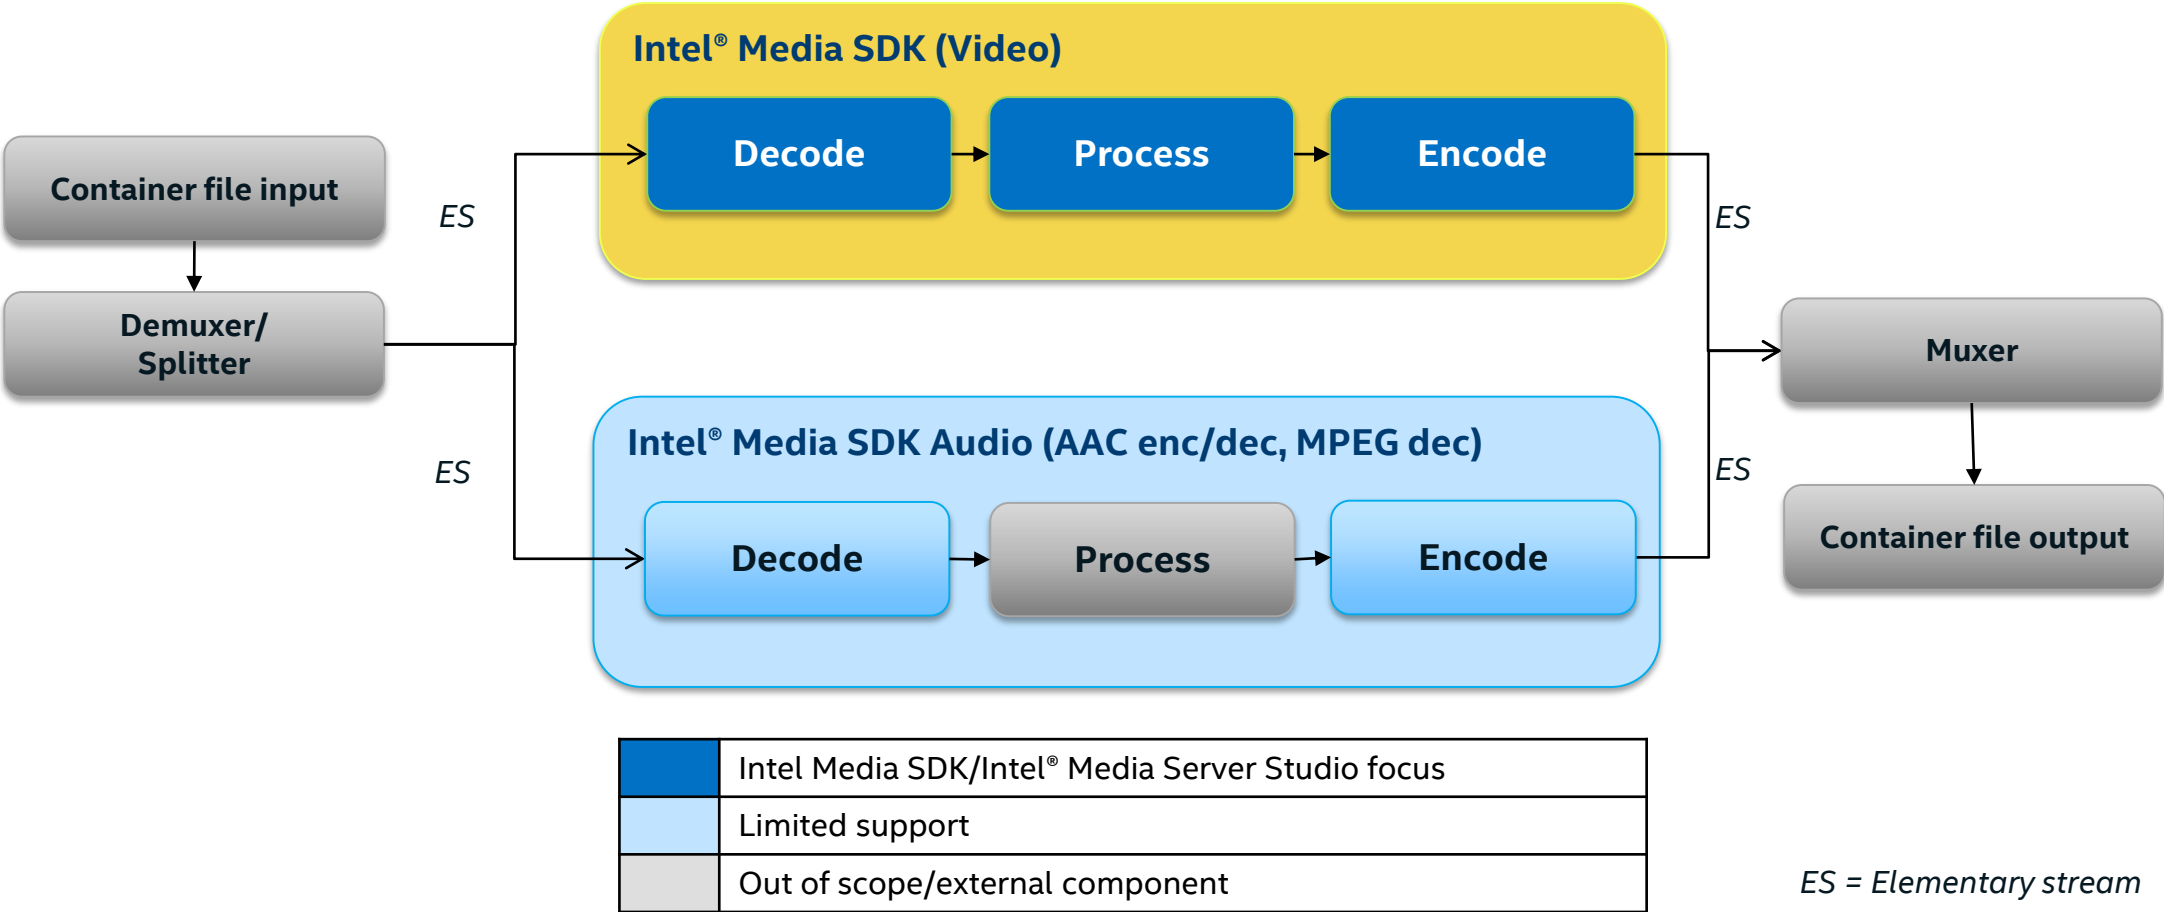 Intel® Media SDK (Video)
Decode
Process
Encode
Container file input
ES
ES
Demuxer/
Splitter
Muxer
Intel® Media SDK Audio (AAC enc/dec, MPEG dec)
ES
ES
Decode
Process
Encode
Container file output
Intel Media SDK/Intel® Media Server Studio focus
Limited support
Out of scope/external component
ES = Elementary stream